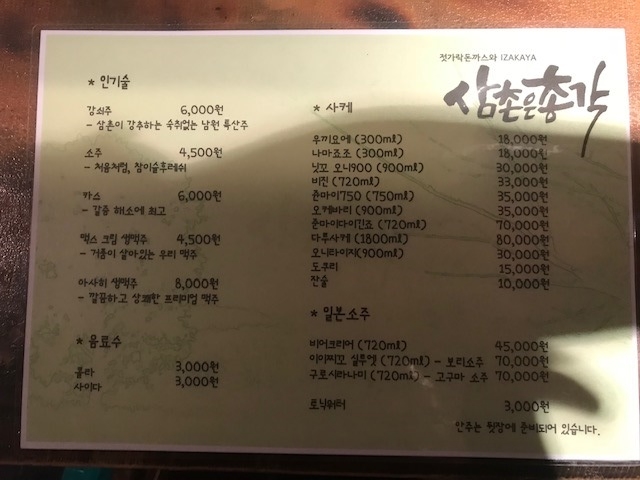 젓가락돈까스와 IZAKAYA
삼촌은총각
* 인기술
강쇠주 6,000원
- 삼촌이 강추하는 숙취없는 남원 특산주
소주 4,500원
- 처음처럼, 참이슬후레쉬
카스 6,000원
- 갈증 해소에 최고
맥스 크림 생맥주 4,500원
- 거품이 살아있는 우리 맥주
아사히 생맥주 8,000원
- 깔끔하고 상쾌한 프리미엄 맥주
* 음료수
콜라 3,000원
사이다 3,000원
* 사케
우끼요에 (300ml) 18,000원
나마죠조 (300ml) 18,000원
닛꼬 오니900 (900ml) 30,000원
비진 (720ml) 33,000원
쥰마이750 (750ml) 35,000원
오케바리 (900ml) 35,000원
준마이다이긴죠 (720ml) 70,000원
다루사케 (1800ml) 80,000원
오니타이지(900ml) 30,000원
도쿠리 15,000원
잔술 10,000원
* 일본소주
비어크리어 (720ml) 45,000원
이이찌꼬 실루엣 (720ml) - 보리소주 70,000원
구로시라나미 (720ml) - 고구마 소주 70,000원
토닉워터 3,000원
안주는 뒷장에 준비되어 있습니다.